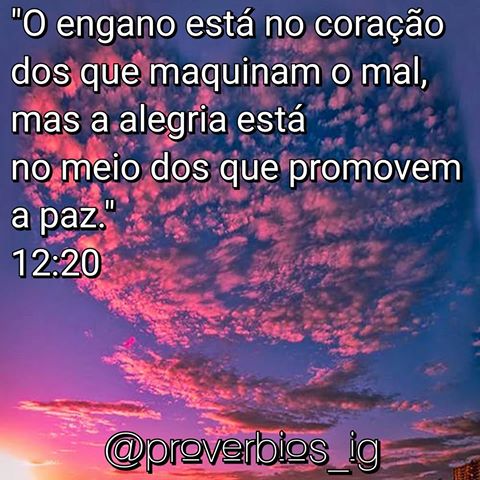 "O engano está no coração
dos que maquinam o mal,
mas a alegria está
no meio dos que promovem
a paz."
12:20
@proverbios_ig